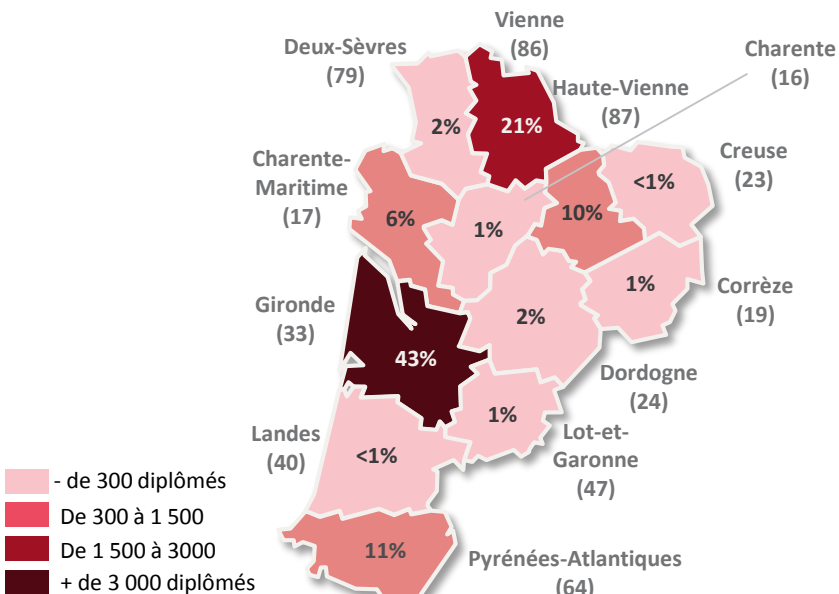 Vienne
(86)
Deux-Sèvres
(79)
Charente
(16)
Haute-Vienne
(87)
21%
2%
Creuse
(23)
Charente-
Maritime
(17)
<1%
6%
10%
1%
Corrèze
(19)
1%
Gironde
(33)
2%
43%
Dordogne
(24)
1%
Landes
(40)
Lot-et-
Garonne
(47)
<1%
- de 300 diplômés
De 300 à 1 500
De 1 500 à 3000
+ de 3 000 diplômés
11%
Pyrénées-Atlantiques
(64)